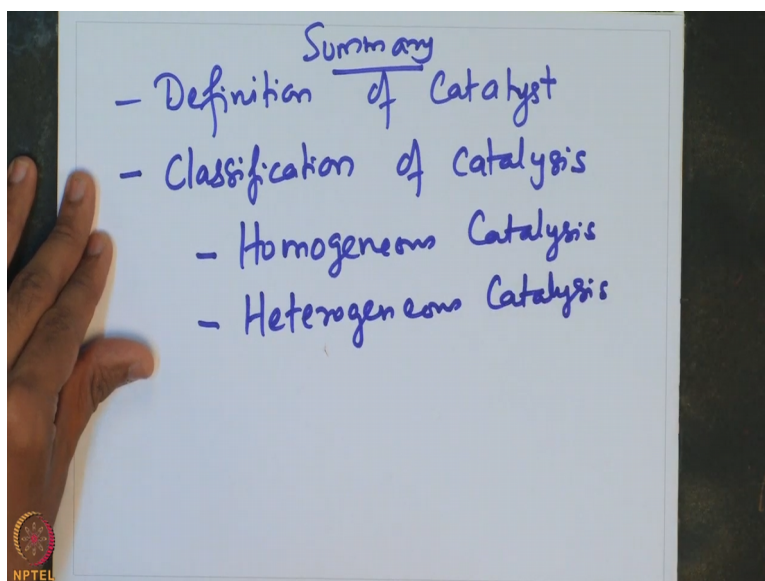 Summary
- Definition of Catalyst
- Classification of Catalysis
- Homogeneous Catalysis
- Heterogeneous Catalysis
NPTEL